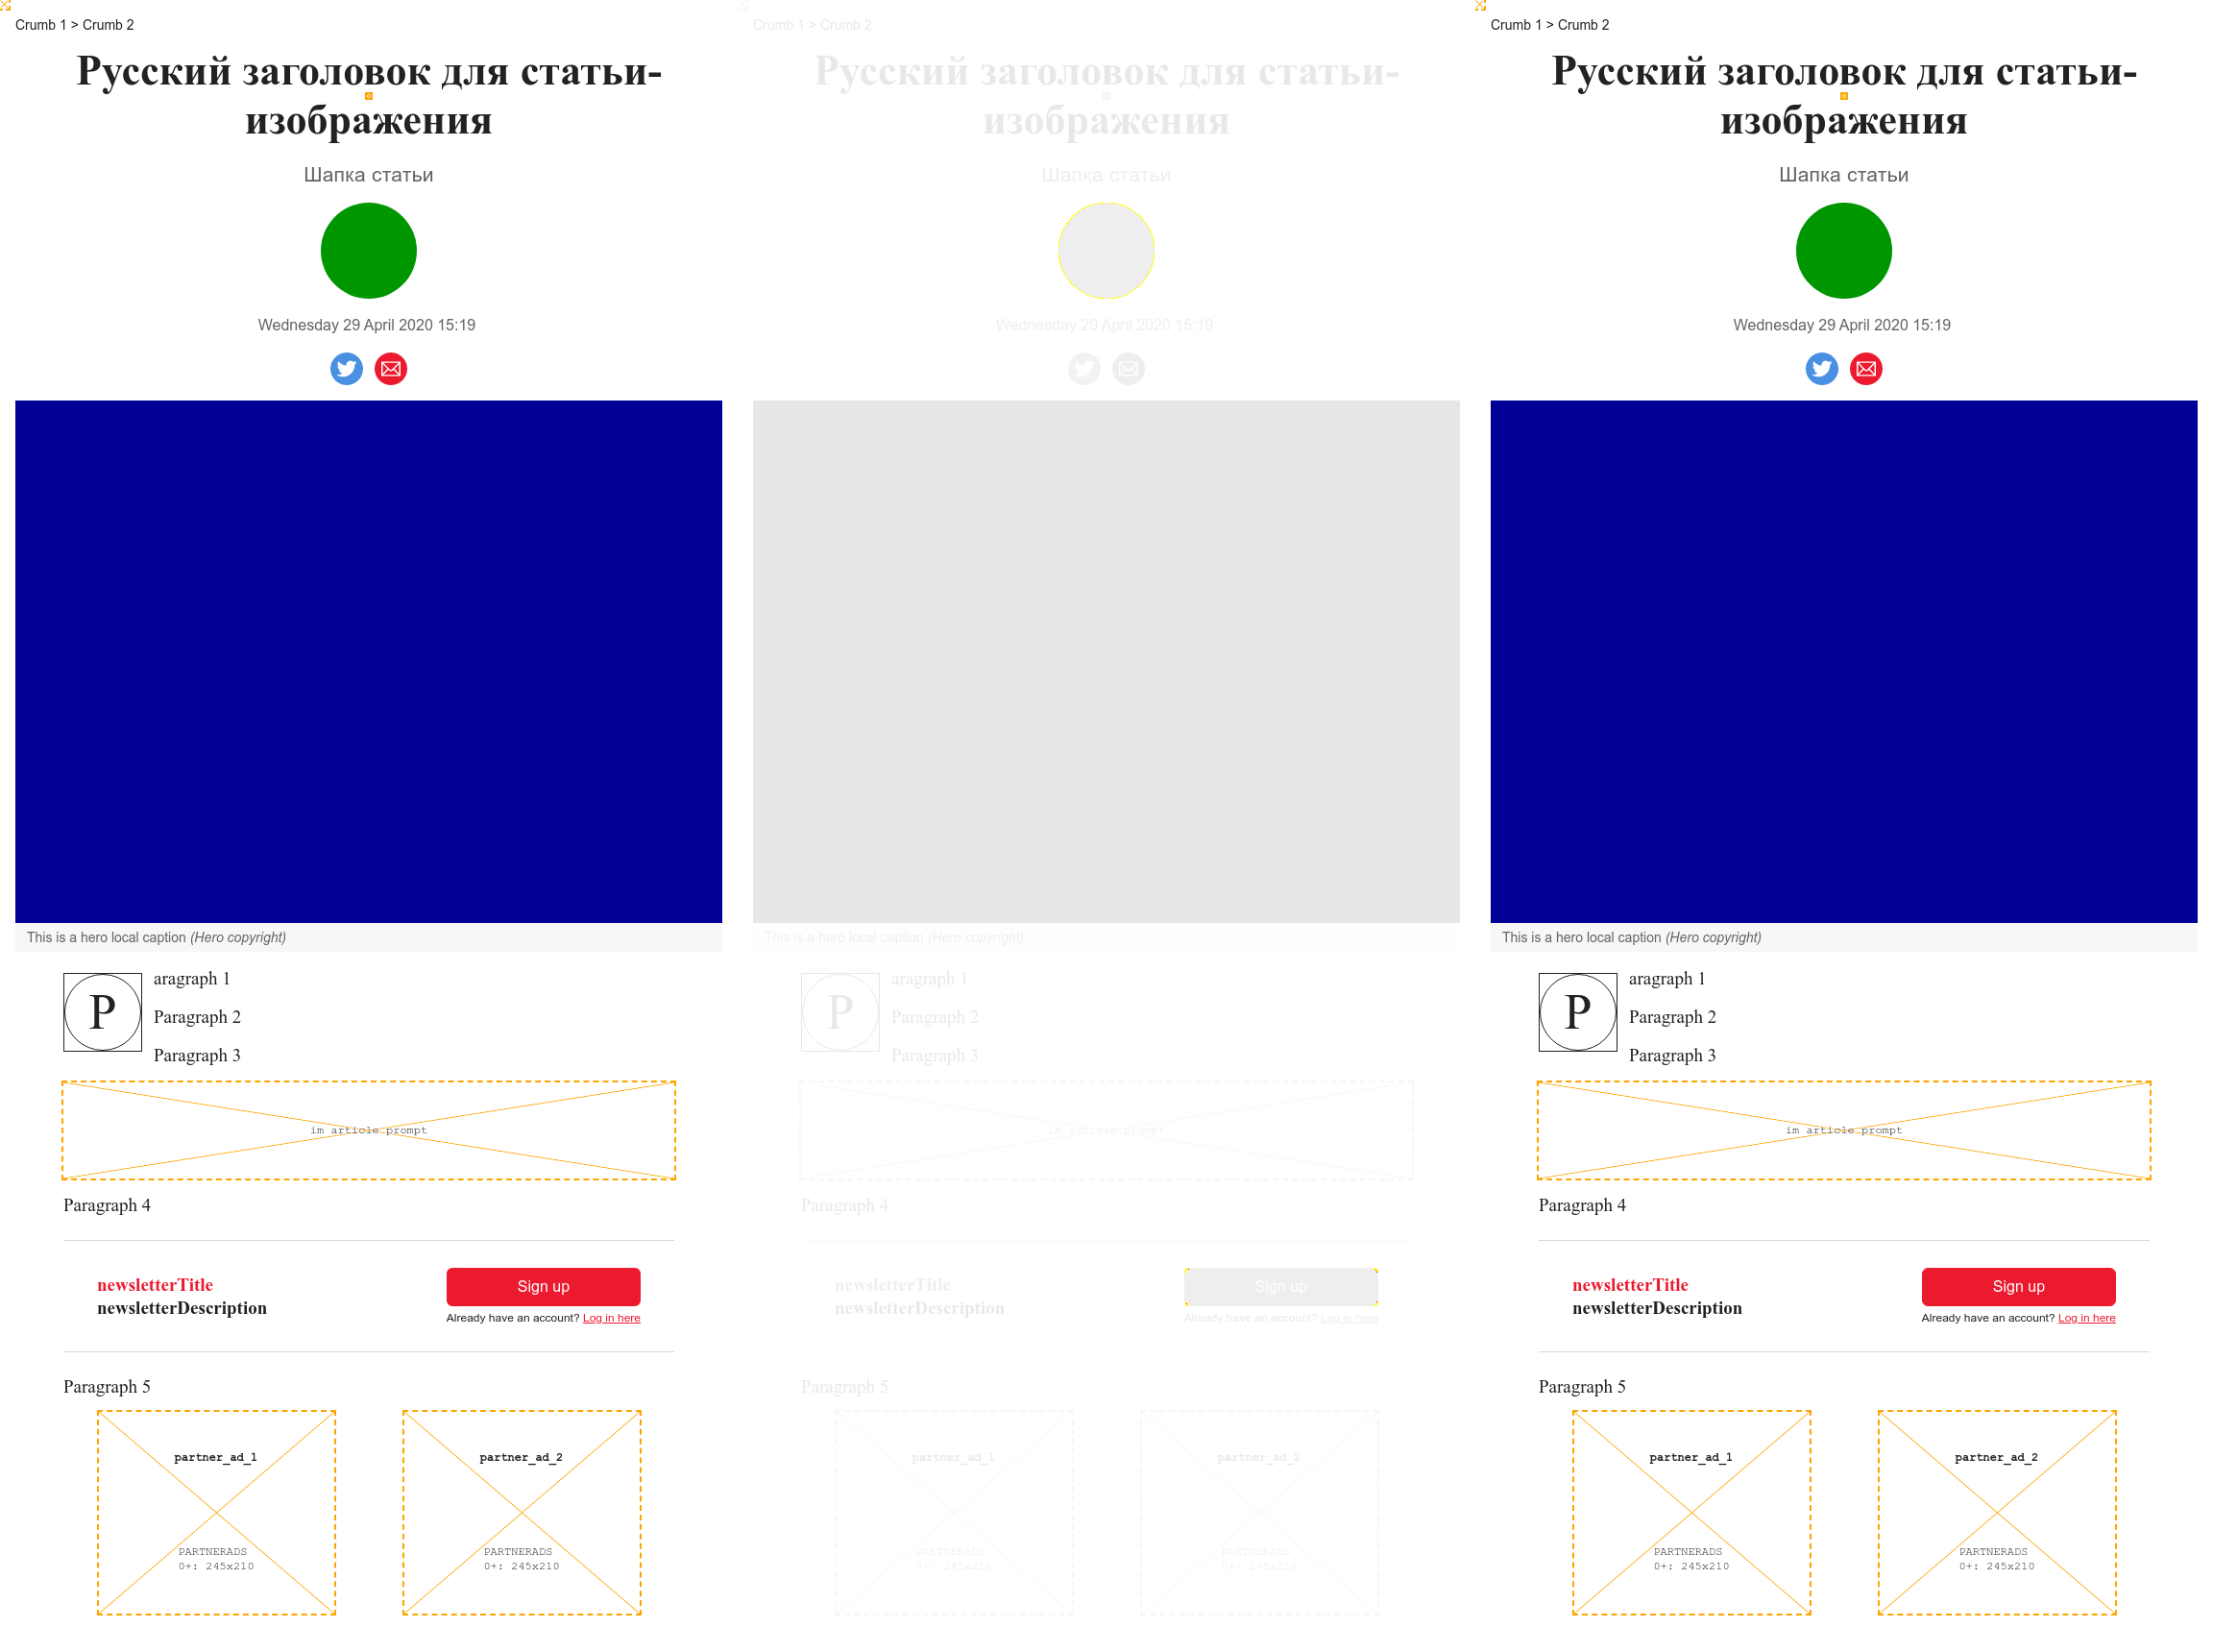 Crumb 1 > Crumb 2
Русский заголовок для статьи-
изображения
Шапка статьи
Wednesday 29 April 2020 15:19
This is a hero local caption (Hero copyright)
P
aragraph 1
Paragraph 2
Paragraph 3
im article prompt
Paragraph 4
newsletterTitle
newsletterDescription
Sign up
Already have an account? Log in here
Paragraph 5
partner_ad_1
PARTNERADS
0+: 245x210
partner_ad_2
PARTNERADS
0+: 245x210
Crumb 1 > Crumb 2
Русский заголовок для статьи-
изображения
Шапка статьи
Wednesday 29 April 2020 15:19
This is a hero local caption (Hero copyright)
P
aragraph 1
Paragraph 2
Paragraph 3
im article prompt
Paragraph 4
newsletterTitle
newsletterDescription
Sign up
Already have an account? Log in here
Paragraph 5
partner_ad_1
PARTNERADS
0+: 245x210
partner_ad_2
PARTNERADS
0+: 245x210
Crumb 1 > Crumb 2
Русский заголовок для статьи-
изображения
Шапка статьи
Wednesday 29 April 2020 15:19
This is a hero local caption (Hero copyright)
P
aragraph 1
Paragraph 2
Paragraph 3
im article prompt
Paragraph 4
newsletterTitle
newsletterDescription
Sign up
Already have an account? Log in here
Paragraph 5
partner_ad_1
PARTNERADS
0+: 245x210
partner_ad_2
PARTNERADS
0+: 245x210